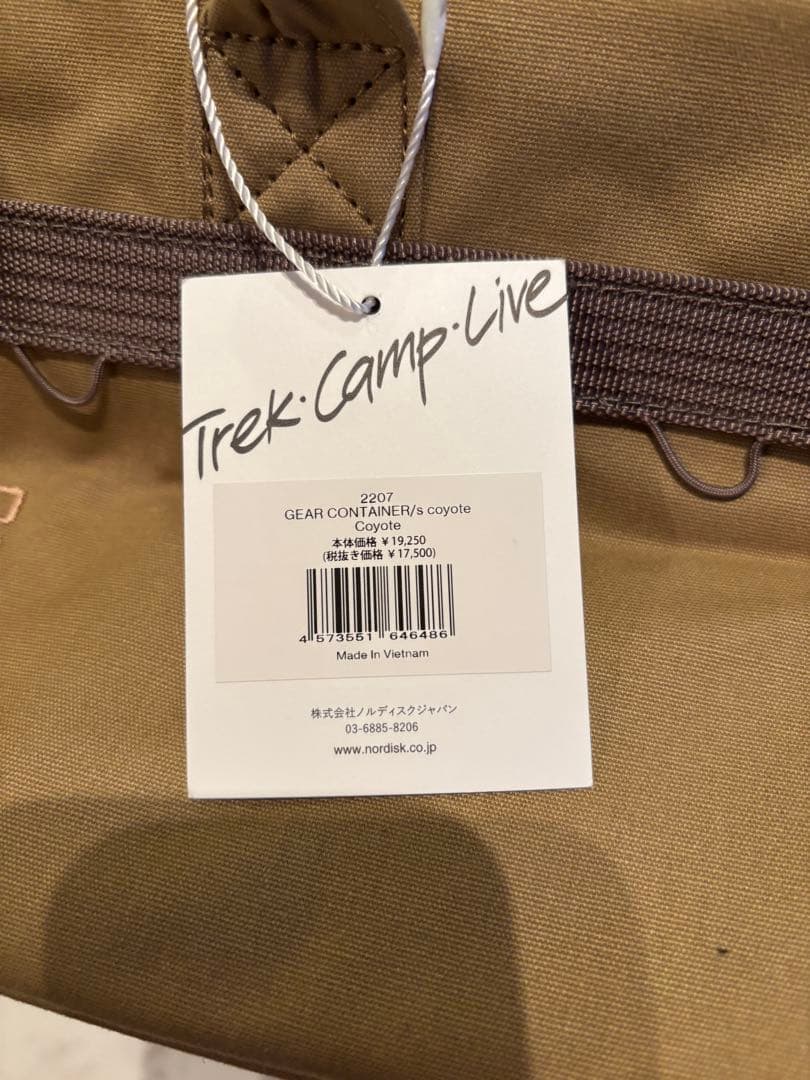 Trek・Camp・Live
2207
GEAR CONTAINER/s coyote
Coyote
本体価格 ¥19,250
(税抜き価格 ¥17,500)
4 573551 646486
Made In Vietnam
株式会社ノルディスクジャパン
03-6885-8206
www.nordisk.co.jp